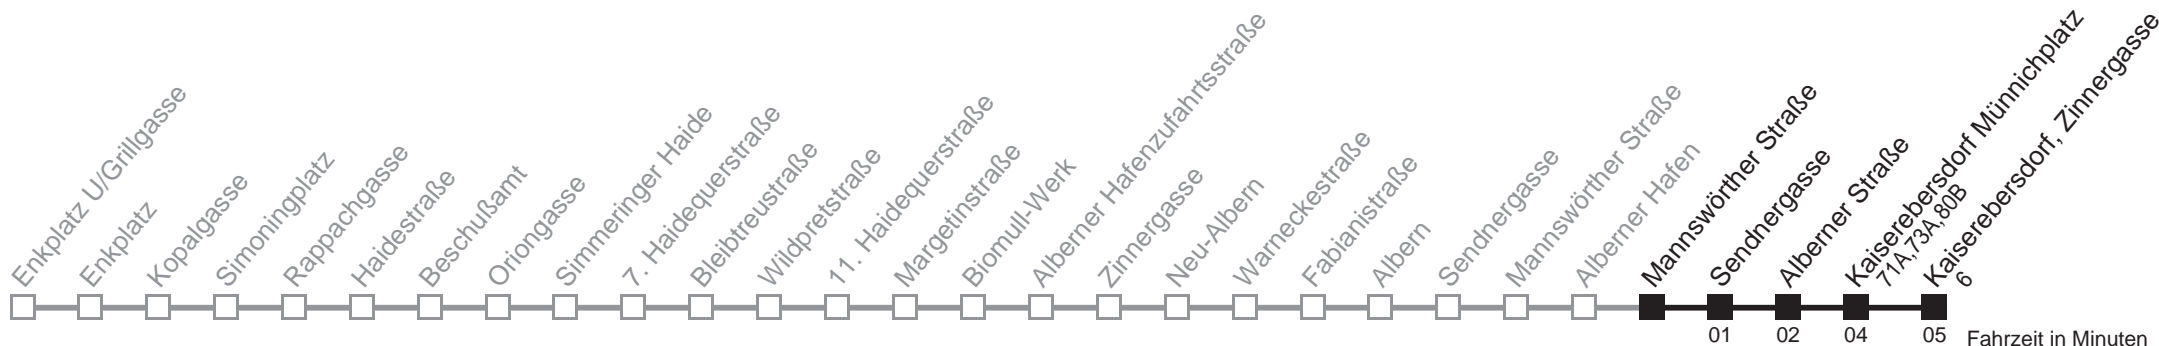 Enkplatz U/Grillgasse
Enkplatz
Kopalgasse
Simoningplatz
Rappachgasse
Haidestraße
Beschußamt
Oriongasse
Simmeringer Haide
7. Haidequerstraße
Bleibtreustraße
Wildpretstraße
11. Haidequerstraße
Margetinstraße
Biomull-Werk
Alberner Hafenzufahrtsstraße
Zinnergasse
Neu-Albern
Warneckestraße
Fabianistraße
Albern
Sendnergasse
Mannswörther Straße
Alberner Hafen
Mannswörther Straße
Sendnergasse
Alberner Straße
Kaiserebersdorf Münnichplatz
71A,73A,80B
Kaiserebersdorf, Zinnergasse
6
01 02 04 05 Fahrzeit in Minuten